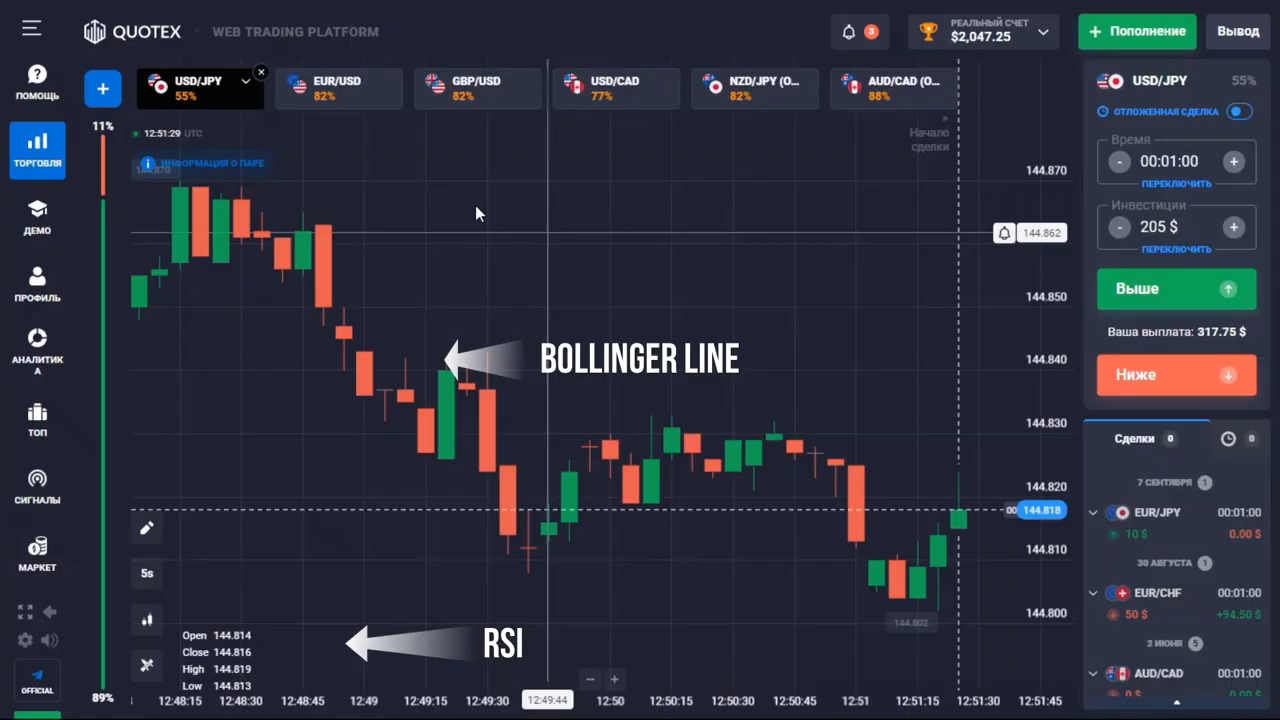 QUOTEX
WEB TRADING PLATFORM
3
РЕАЛЬНЫЙ СЧЕТ
$2,047.25
+ Пополнение
Вывод
ПОМОЩЬ
ТОРГОВЛЯ
ДЕМО
ПРОФИЛЬ
АНАЛИТИК
А
ТОП
СИГНАЛЫ
МАРКЕТ
OFFICIAL
+
USD/JPY
55%
EUR/USD
82%
GBP/USD
82%
USD/CAD
77%
NZD/JPY (O...
82%
AUD/CAD (O...
88%
11%
89%
12:51:29 UTC
ИНФОРМАЦИЯ О ПАРЕ
144.870
Начало
сделки
144.870
144.862
144.850
144.840
144.830
144.820
00
144.818
144.810
144.800
144.802
BOLLINGER LINE
RSI
5s
Open 144.814
Close 144.816
High 144.819
Low 144.813
12:48:15
12:48:30
12:48:45
12:49
12:49:15
12:49:30
12:49:44
12:50
12:50:15
12:50:30
12:50:45
12:51
12:51:15
12:51:30
12:51:45
USD/JPY
55%
ОТЛОЖЕННАЯ СДЕЛКА
Время
- 00:01:00 +
ПЕРЕКЛЮЧИТЬ
Инвестиции
- 205 $ +
ПЕРЕКЛЮЧИТЬ
Выше
Ваша выплата: 317.75 $
Ниже
Сделки 0
0
7 СЕНТЯБРЯ 1
EUR/JPY 00:01:00
10 $ 0.00 $
30 АВГУСТА 1
EUR/CHF 00:01:00
50 $ +94.50 $
2 ИЮНЯ 5
AUD/CAD 00:01:00